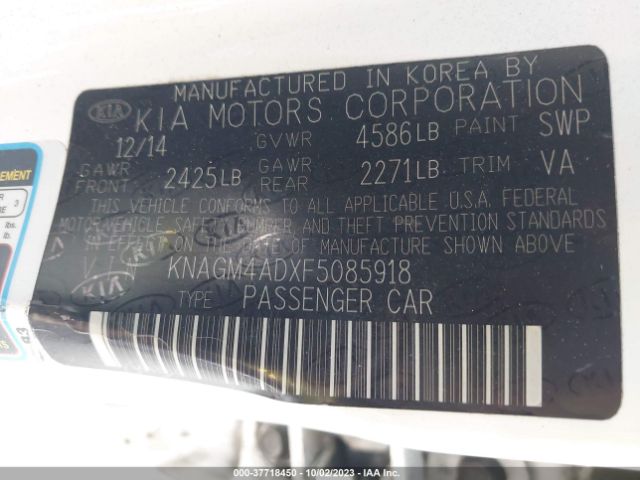 MANUFACTURED IN KOREA BY
KIA KIA MOTORS CORPORATION
12/14 GVWR 4586LB PAINT SWP
GAWR FRONT 2425LB GAWR REAR 2271LB TRIM VA
THIS VEHICLE CONFORMS TO ALL APPLICABLE U.S.A. FEDERAL
MOTOR VEHICLE SAFETY, BUMPER AND THEFT PREVENTION STANDARDS
IN EFFECT ON THE DATE OF MANUFACTURE SHOWN ABOVE
KNAGM4ADXF5085918
TYPE PASSENGER CAR
000-37718450 - 10/02/2023 - IAA Inc.